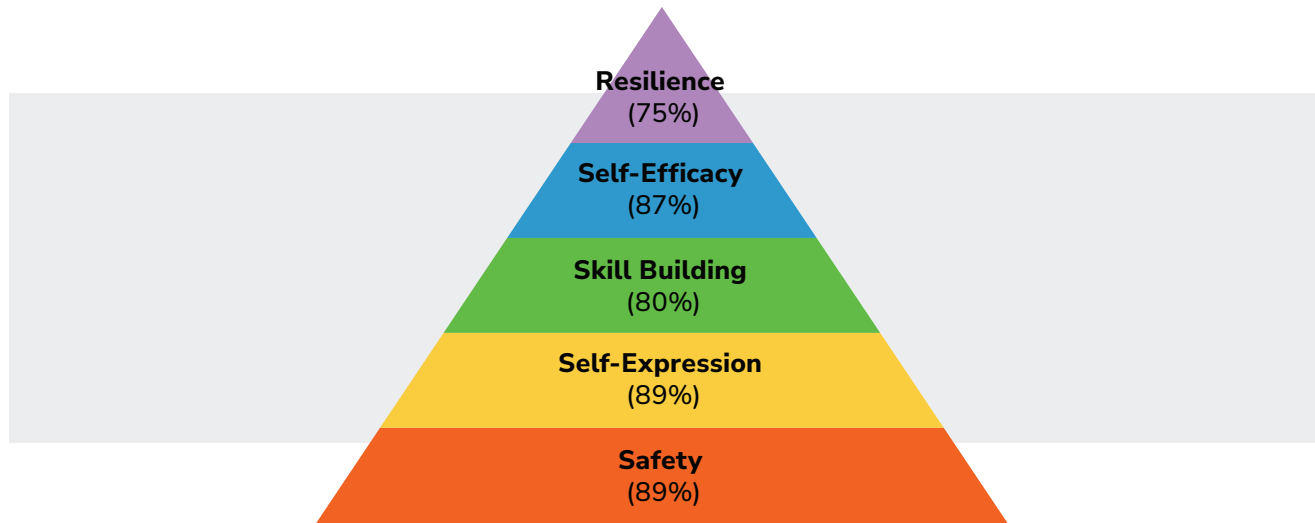 Resilience
(75%)
Self-Efficacy
(87%)
Skill Building
(80%)
Self-Expression
(89%)
Safety
(89%)